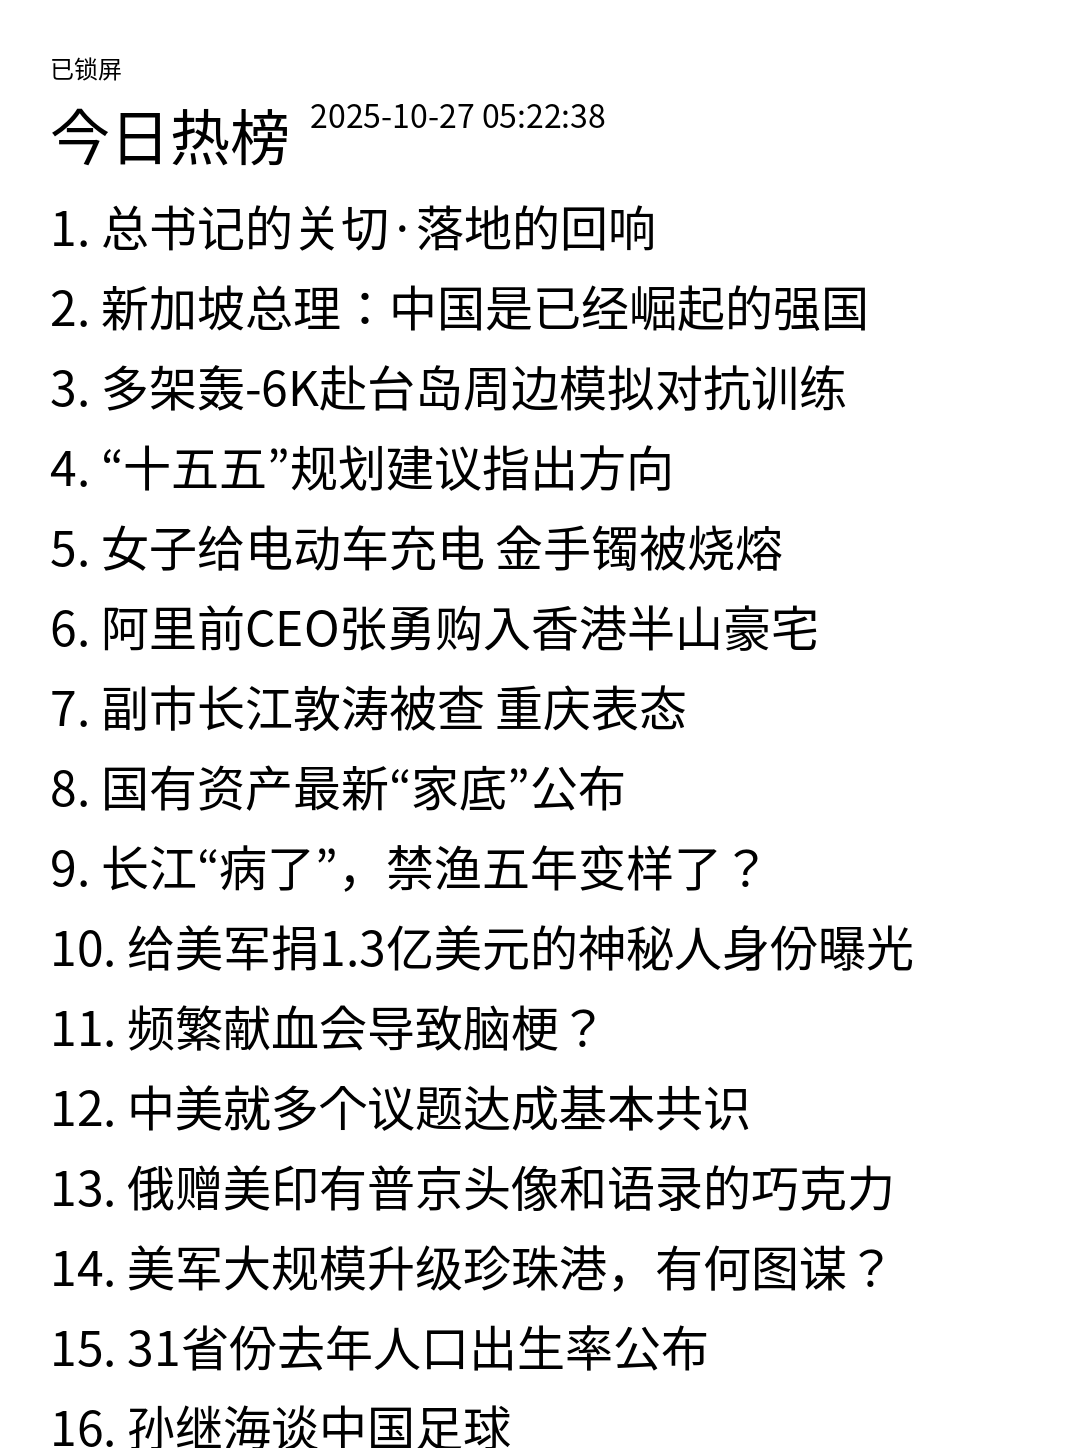 已锁屏
今日热榜 2025-10-27 05:22:38
1. 总书记的关切·落地的回响
2. 新加坡总理：中国是已经崛起的强国
3. 多架轰-6K赴台岛周边模拟对抗训练
4. “十五五”规划建议指出方向
5. 女子给电动车充电 金手镯被烧熔
6. 阿里前CEO张勇购入香港半山豪宅
7. 副市长江敦涛被查 重庆表态
8. 国有资产最新“家底”公布
9. 长江“病了”，禁渔五年变样了？
10. 给美军捐1.3亿美元的神秘人身份曝光
11. 频繁献血会导致脑梗？
12. 中美就多个议题达成基本共识
13. 俄赠美印有普京头像和语录的巧克力
14. 美军大规模升级珍珠港，有何图谋？
15. 31省份去年人口出生率公布
16. 孙继海谈中国足球